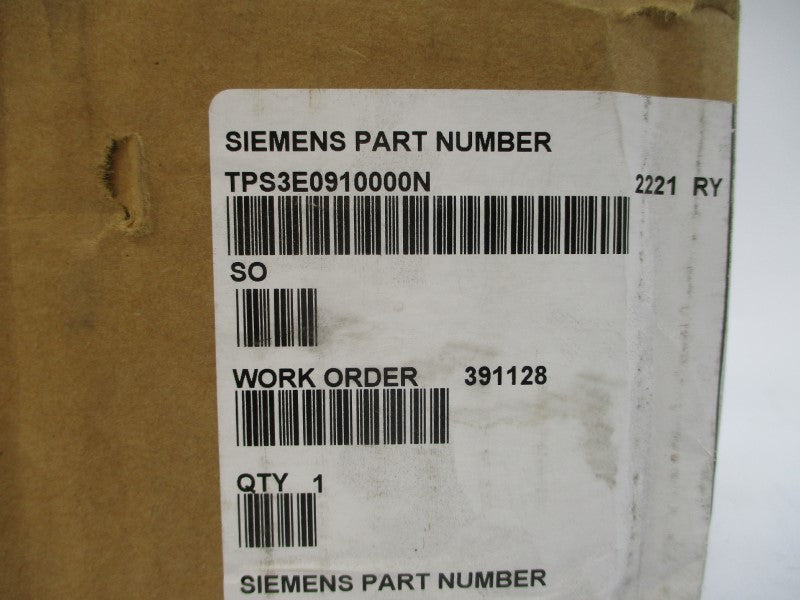 SIEMENS PART NUMBER
TPS3E0910000N 2221 RY
SO
WORK ORDER 391128
QTY 1
SIEMENS PART NUMBER